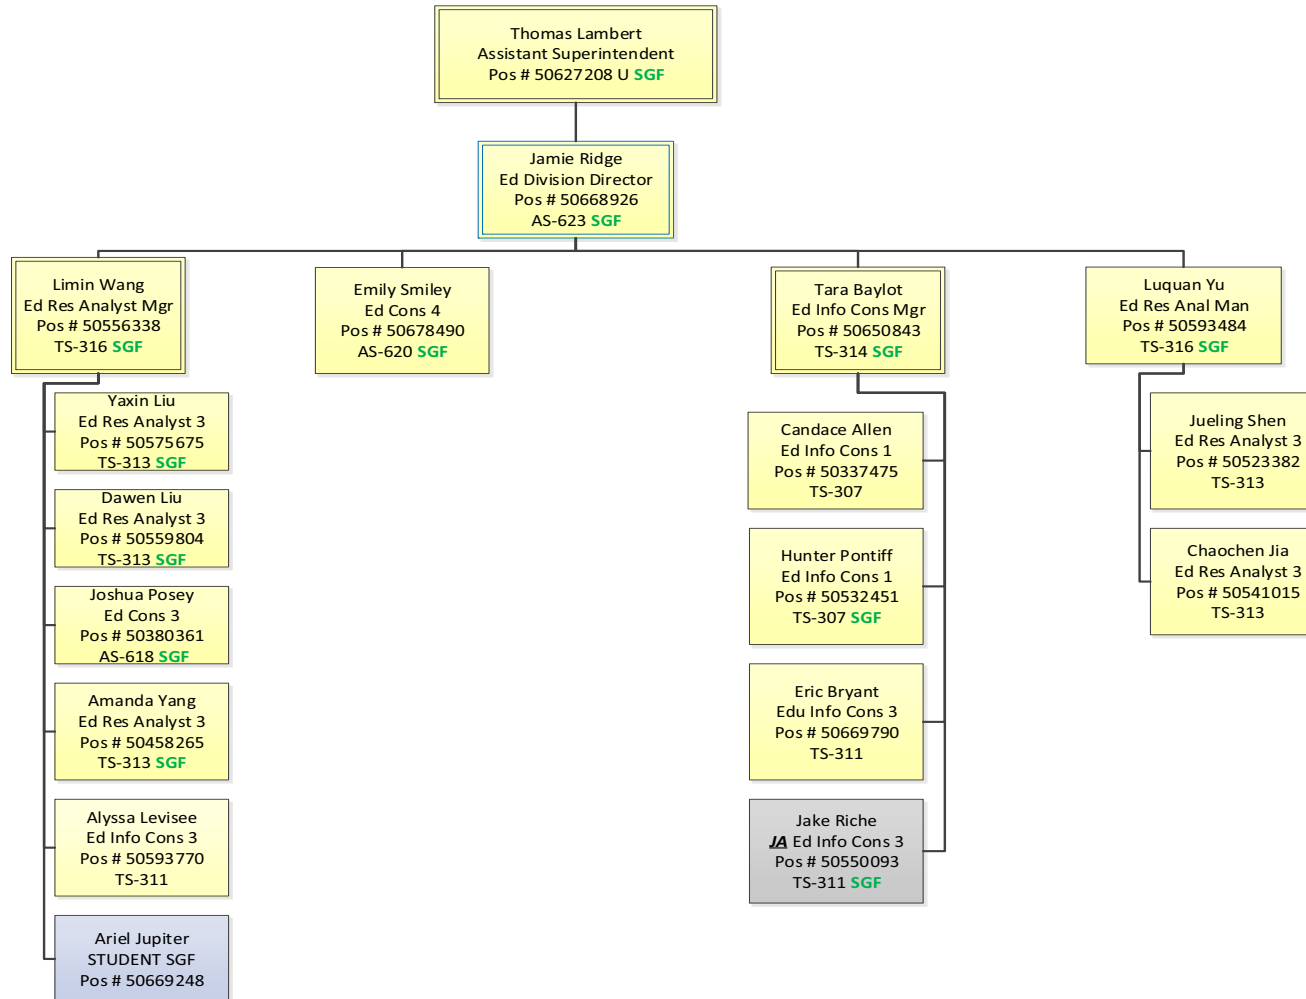 Thomas Lambert
Assistant Superintendent
Pos # 50627208 U SGF
Jamie Ridge
Ed Division Director
Pos # 50668926
AS-623 SGF
Limin Wang
Ed Res Analyst Mgr
Pos # 50556338
TS-316 SGF
Emily Smiley
Ed Cons 4
Pos # 50678490
AS-620 SGF
Tara Baylot
Ed Info Cons Mgr
Pos # 50650843
TS-314 SGF
Luquan Yu
Ed Res Anal Man
Pos # 50593484
TS-316 SGF
Yaxin Liu
Ed Res Analyst 3
Pos # 50575675
TS-313 SGF
Dawen Liu
Ed Res Analyst 3
Pos # 50559804
TS-313 SGF
Joshua Posey
Ed Cons 3
Pos # 50380361
AS-618 SGF
Amanda Yang
Ed Res Analyst 3
Pos # 50458265
TS-313 SGF
Alyssa Levisee
Ed Info Cons 3
Pos # 50593770
TS-311
Ariel Jupiter
STUDENT SGF
Pos # 50669248
Candace Allen
Ed Info Cons 1
Pos # 50337475
TS-307
Hunter Pontiff
Ed Info Cons 1
Pos # 50532451
TS-307 SGF
Eric Bryant
Edu Info Cons 3
Pos # 50669790
TS-311
Jake Riche
JA Ed Info Cons 3
Pos # 50550093
TS-311 SGF
Jueling Shen
Ed Res Analyst 3
Pos # 50523382
TS-313
Chaochen Jia
Ed Res Analyst 3
Pos # 50541015
TS-313